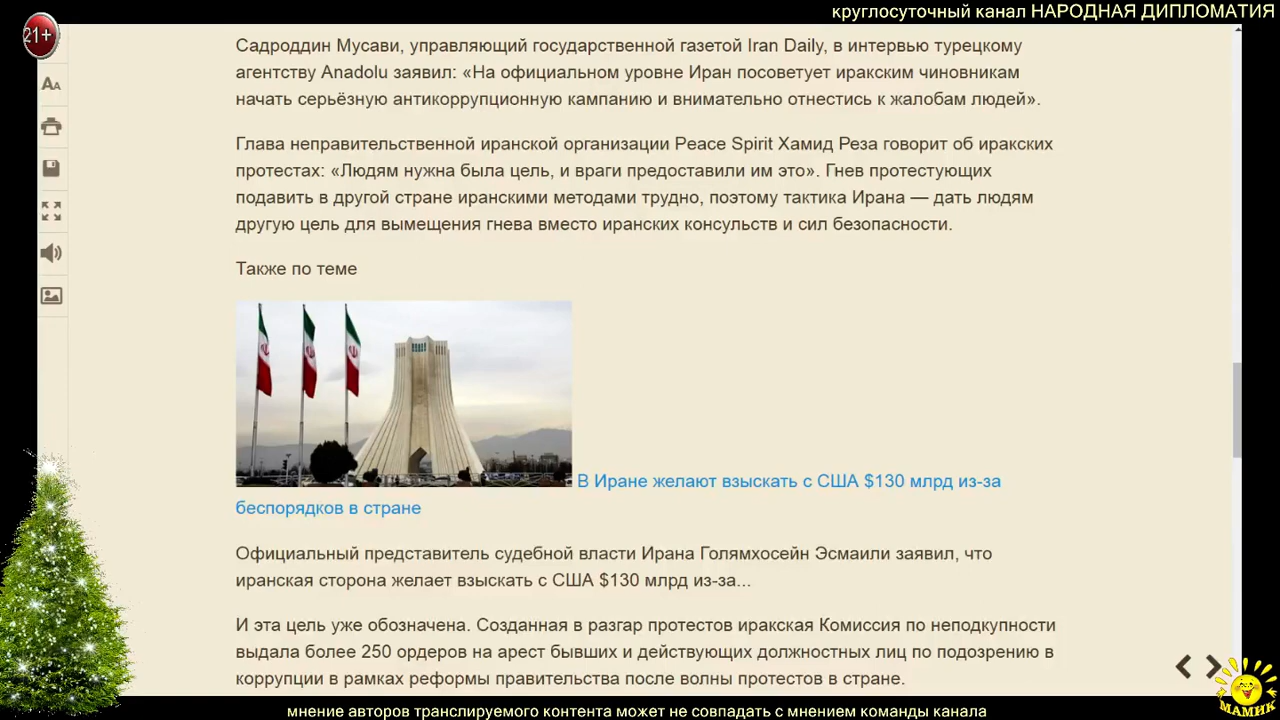 круглосуточный канал НАРОДНАЯ ДИПЛОМАТИЯ
21+
Садроддин Мусави, управляющий государственной газетой Iran Daily, в интервью турецкому
агентству Anadolu заявил: «На официальном уровне Иран посоветует иракским чиновникам
начать серьёзную антикоррупционную кампанию и внимательно отнестись к жалобам людей».
AA
Глава неправительственной иранской организации Peace Spirit Хамид Реза говорит об иракских
протестах: «Людям нужна была цель, и враги предоставили им это». Гнев протестующих
подавить в другой стране иранскими методами трудно, поэтому тактика Ирана — дать людям
другую цель для вымещения гнева вместо иранских консульств и сил безопасности.
Также по теме
В Иране желают взыскать с США $130 млрд из-за
беспорядков в стране
Официальный представитель судебной власти Ирана Голямхосейн Эсмаили заявил, что
иранская сторона желает взыскать с США $130 млрд из-за...
И эта цель уже обозначена. Созданная в разгар протестов иракская Комиссия по неподкупности
выдала более 250 ордеров на арест бывших и действующих должностных лиц по подозрению в
коррупции в рамках реформы правительства после волны протестов в стране.
МАМИК
мнение авторов транслируемого контента может не совпадать с мнением команды канала